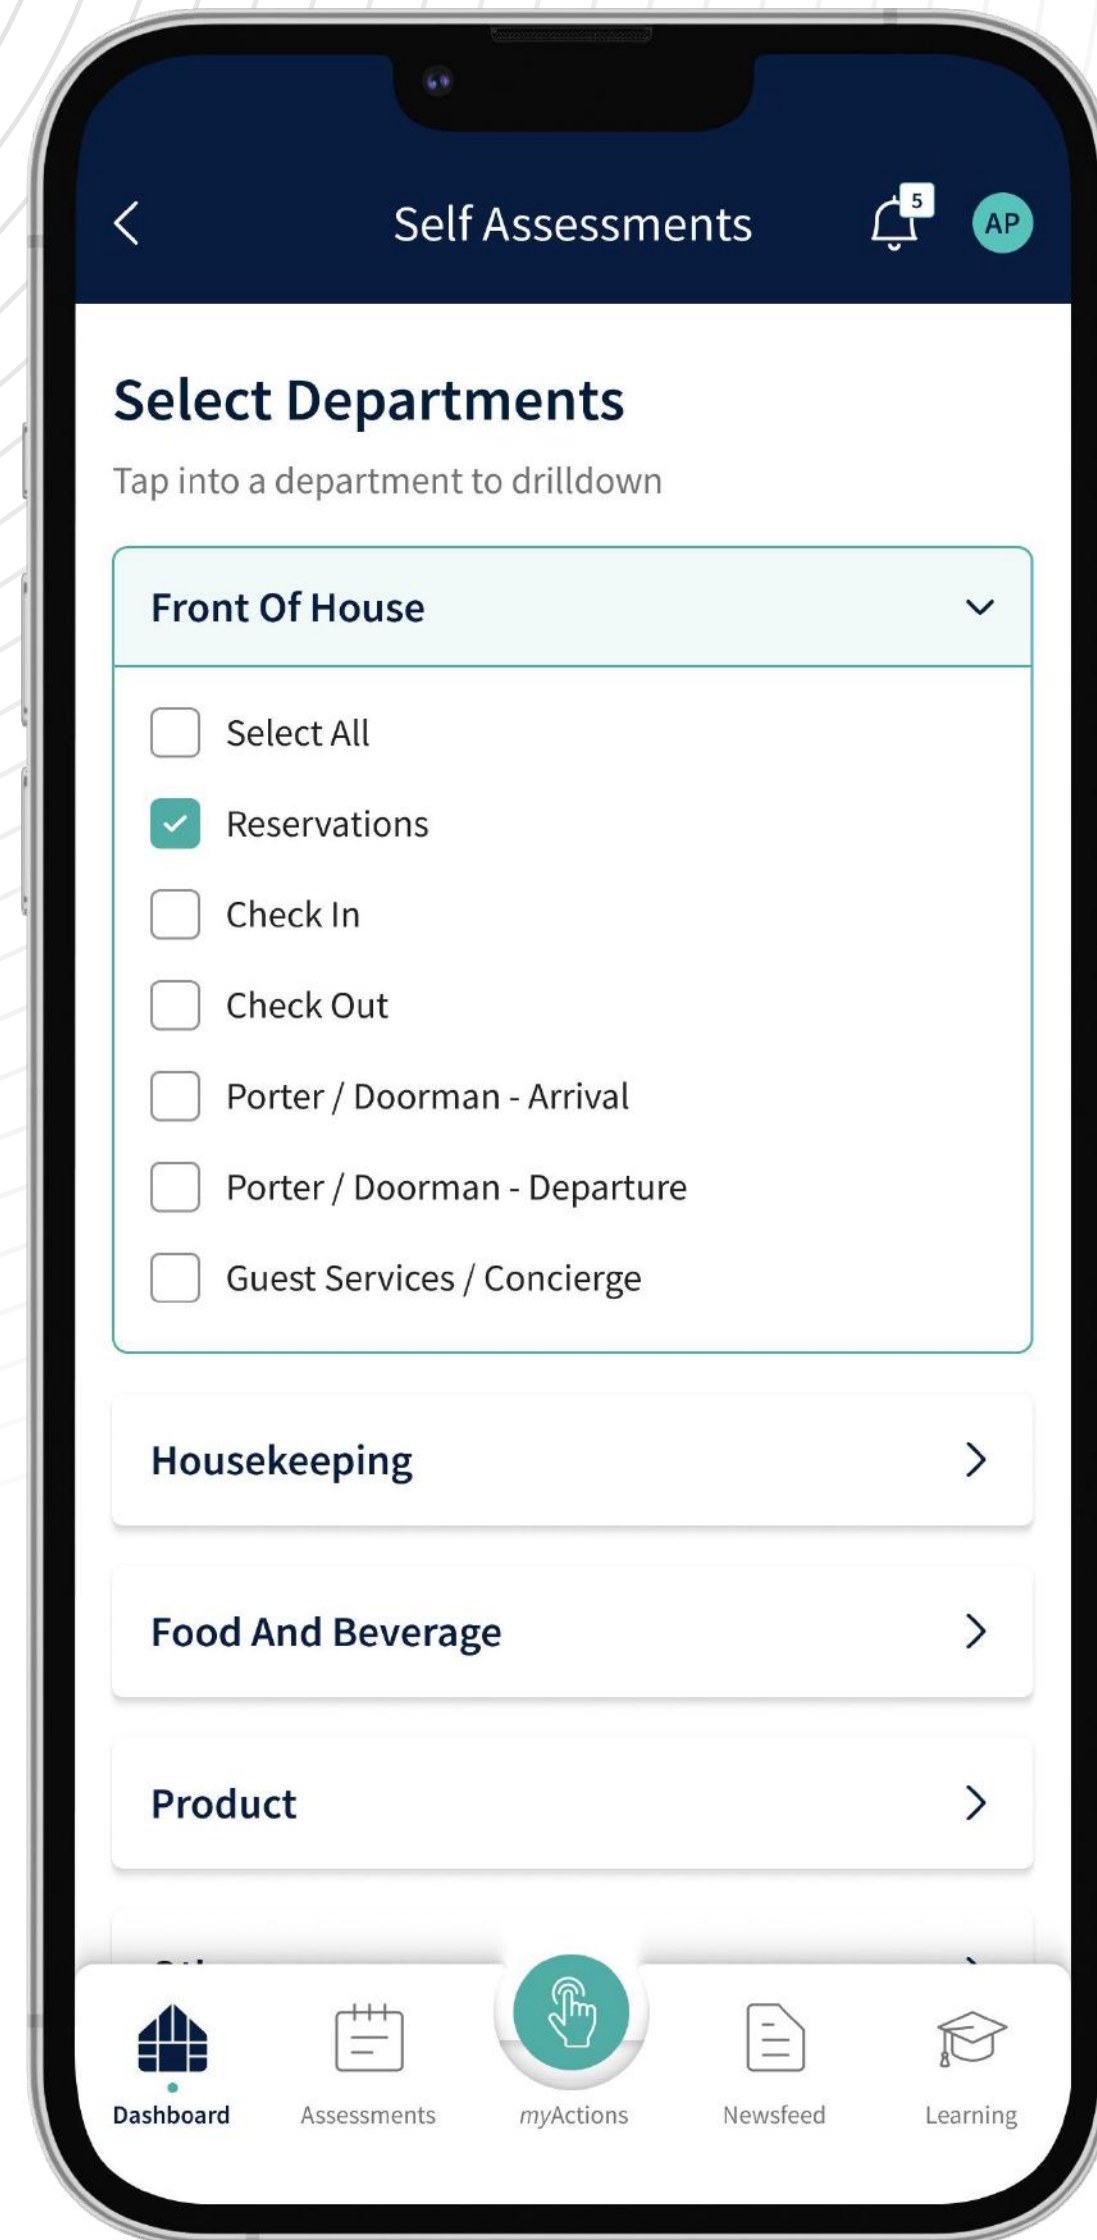 Self Assessments
5
AP
Select Departments
Tap into a department to drilldown
Front Of House
Select All
Reservations
Check In
Check Out
Porter / Doorman - Arrival
Porter / Doorman - Departure
Guest Services / Concierge
Housekeeping
Food And Beverage
Product
Dashboard
Assessments
myActions
Newsfeed
Learning